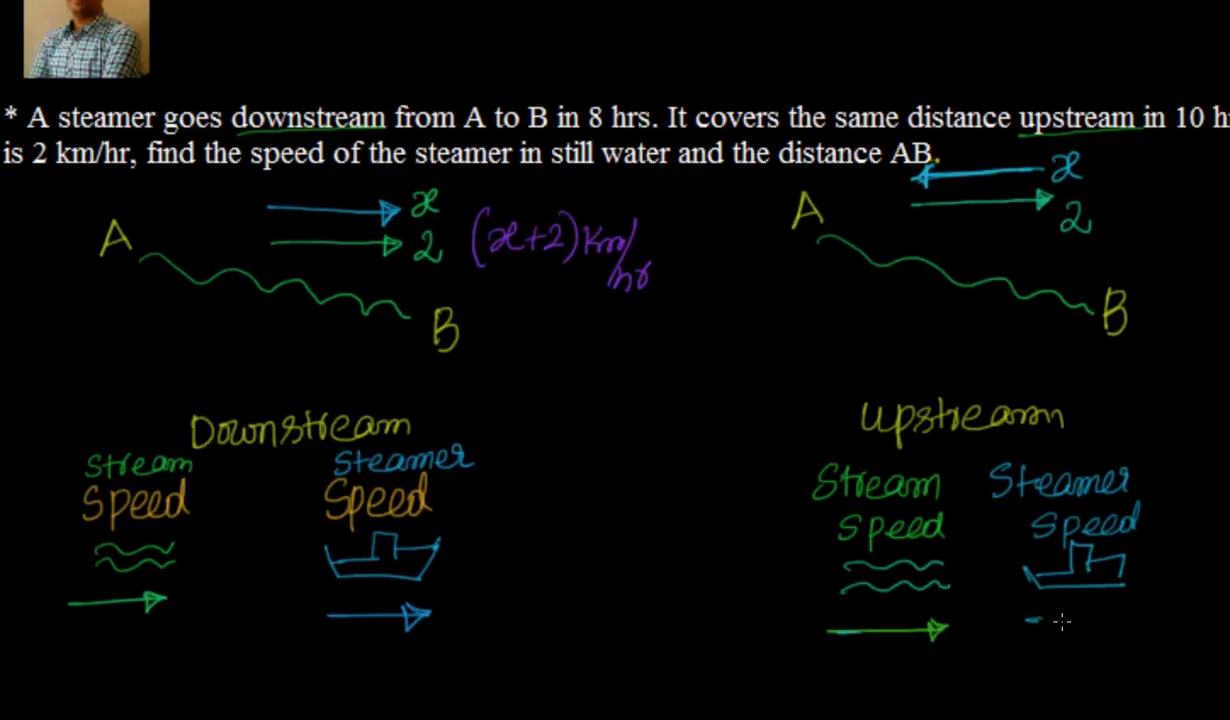 * A steamer goes downstream from A to B in 8 hrs. It covers the same distance upstream in 10 h
is 2 km/hr, find the speed of the steamer in still water and the distance AB.
x
2
(x+2) Km/hr
A
B
x
2
A
B
Downstream
Stream Steamer
Speed Speed
Upstream
Stream Steamer
Speed Speed